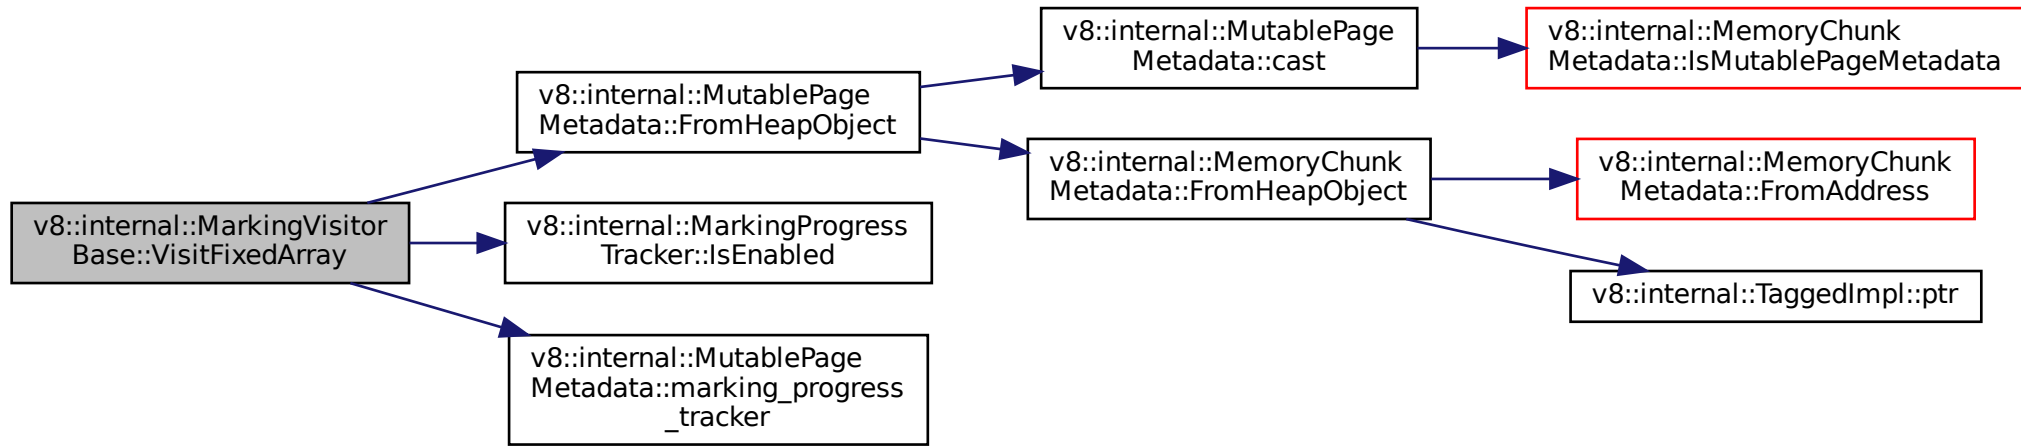 v8::internal::MarkingVisitor
Base::VisitFixedArray
v8::internal::MutablePage
Metadata::FromHeapObject
v8::internal::MarkingProgress
Tracker::IsEnabled
v8::internal::MutablePage
Metadata::marking_progress
_tracker
v8::internal::MutablePage
Metadata::cast
v8::internal::MemoryChunk
Metadata::FromHeapObject
v8::internal::MemoryChunk
Metadata::IsMutablePageMetadata
v8::internal::MemoryChunk
Metadata::FromAddress
v8::internal::TaggedImpl::ptr